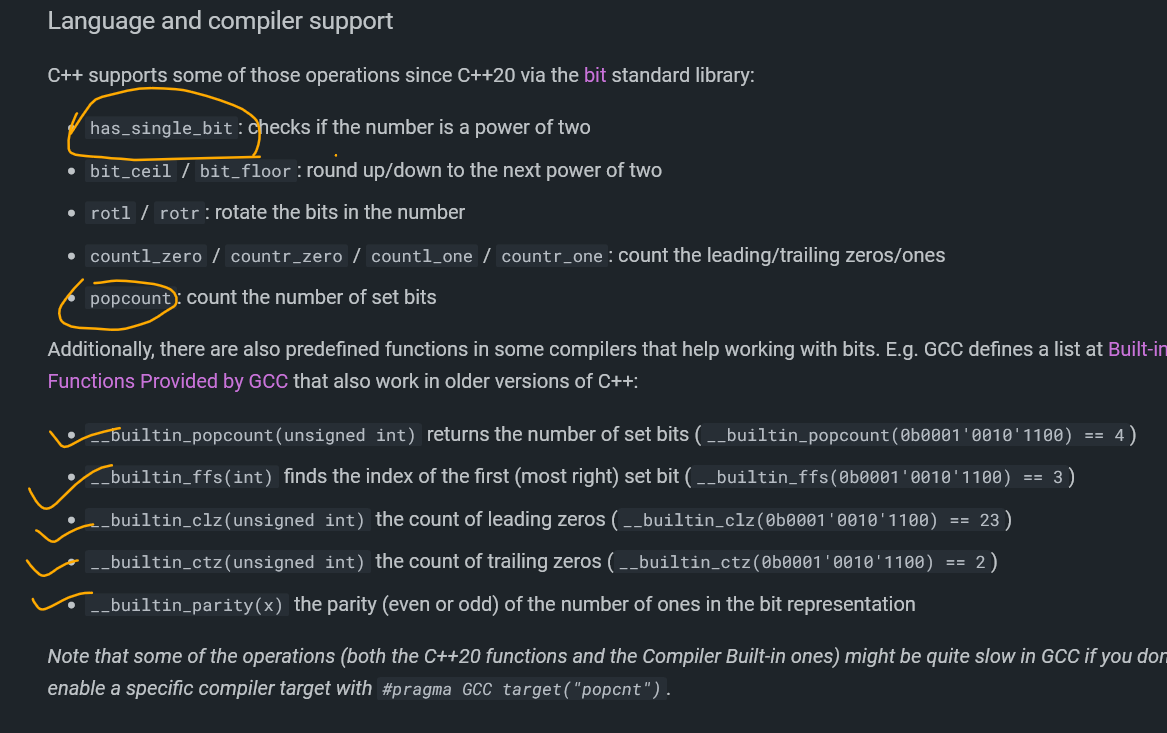 Language and compiler support
C++ supports some of those operations since C++20 via the bit standard library:
has_single_bit : checks if the number is a power of two
bit_ceil / bit_floor : round up/down to the next power of two
rotl / rotr : rotate the bits in the number
countl_zero / countr_zero / countl_one / countr_one : count the leading/trailing zeros/ones
popcount : count the number of set bits
Additionally, there are also predefined functions in some compilers that help working with bits. E.g. GCC defines a list at Built-in
Functions Provided by GCC that also work in older versions of C++:
__builtin_popcount(unsigned int) returns the number of set bits ( __builtin_popcount(0b0001'0010'1100) == 4 )
__builtin_ffs(int) finds the index of the first (most right) set bit ( __builtin_ffs(0b0001'0010'1100) == 3 )
__builtin_clz(unsigned int) the count of leading zeros ( __builtin_clz(0b0001'0010'1100) == 23 )
__builtin_ctz(unsigned int) the count of trailing zeros ( __builtin_ctz(0b0001'0010'1100) == 2 )
__builtin_parity(x) the parity (even or odd) of the number of ones in the bit representation
Note that some of the operations (both the C++20 functions and the Compiler Built-in ones) might be quite slow in GCC if you don
enable a specific compiler target with #pragma GCC target("popcnt") .